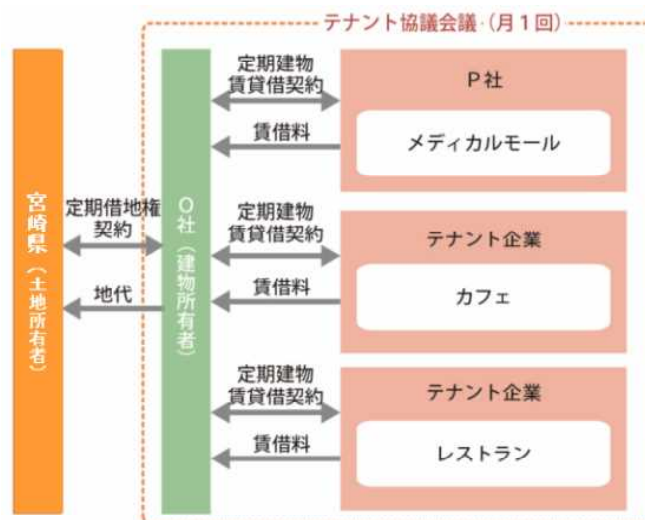 テナント協議会議（月１回）
宮崎県（土地所有者）
定期借地権
契約
地代
O社（建物所有者）
定期建物
賃貸借契約
賃借料
P社
メディカルモール
定期建物
賃貸借契約
賃借料
テナント企業
カフェ
定期建物
賃貸借契約
賃借料
テナント企業
レストラン